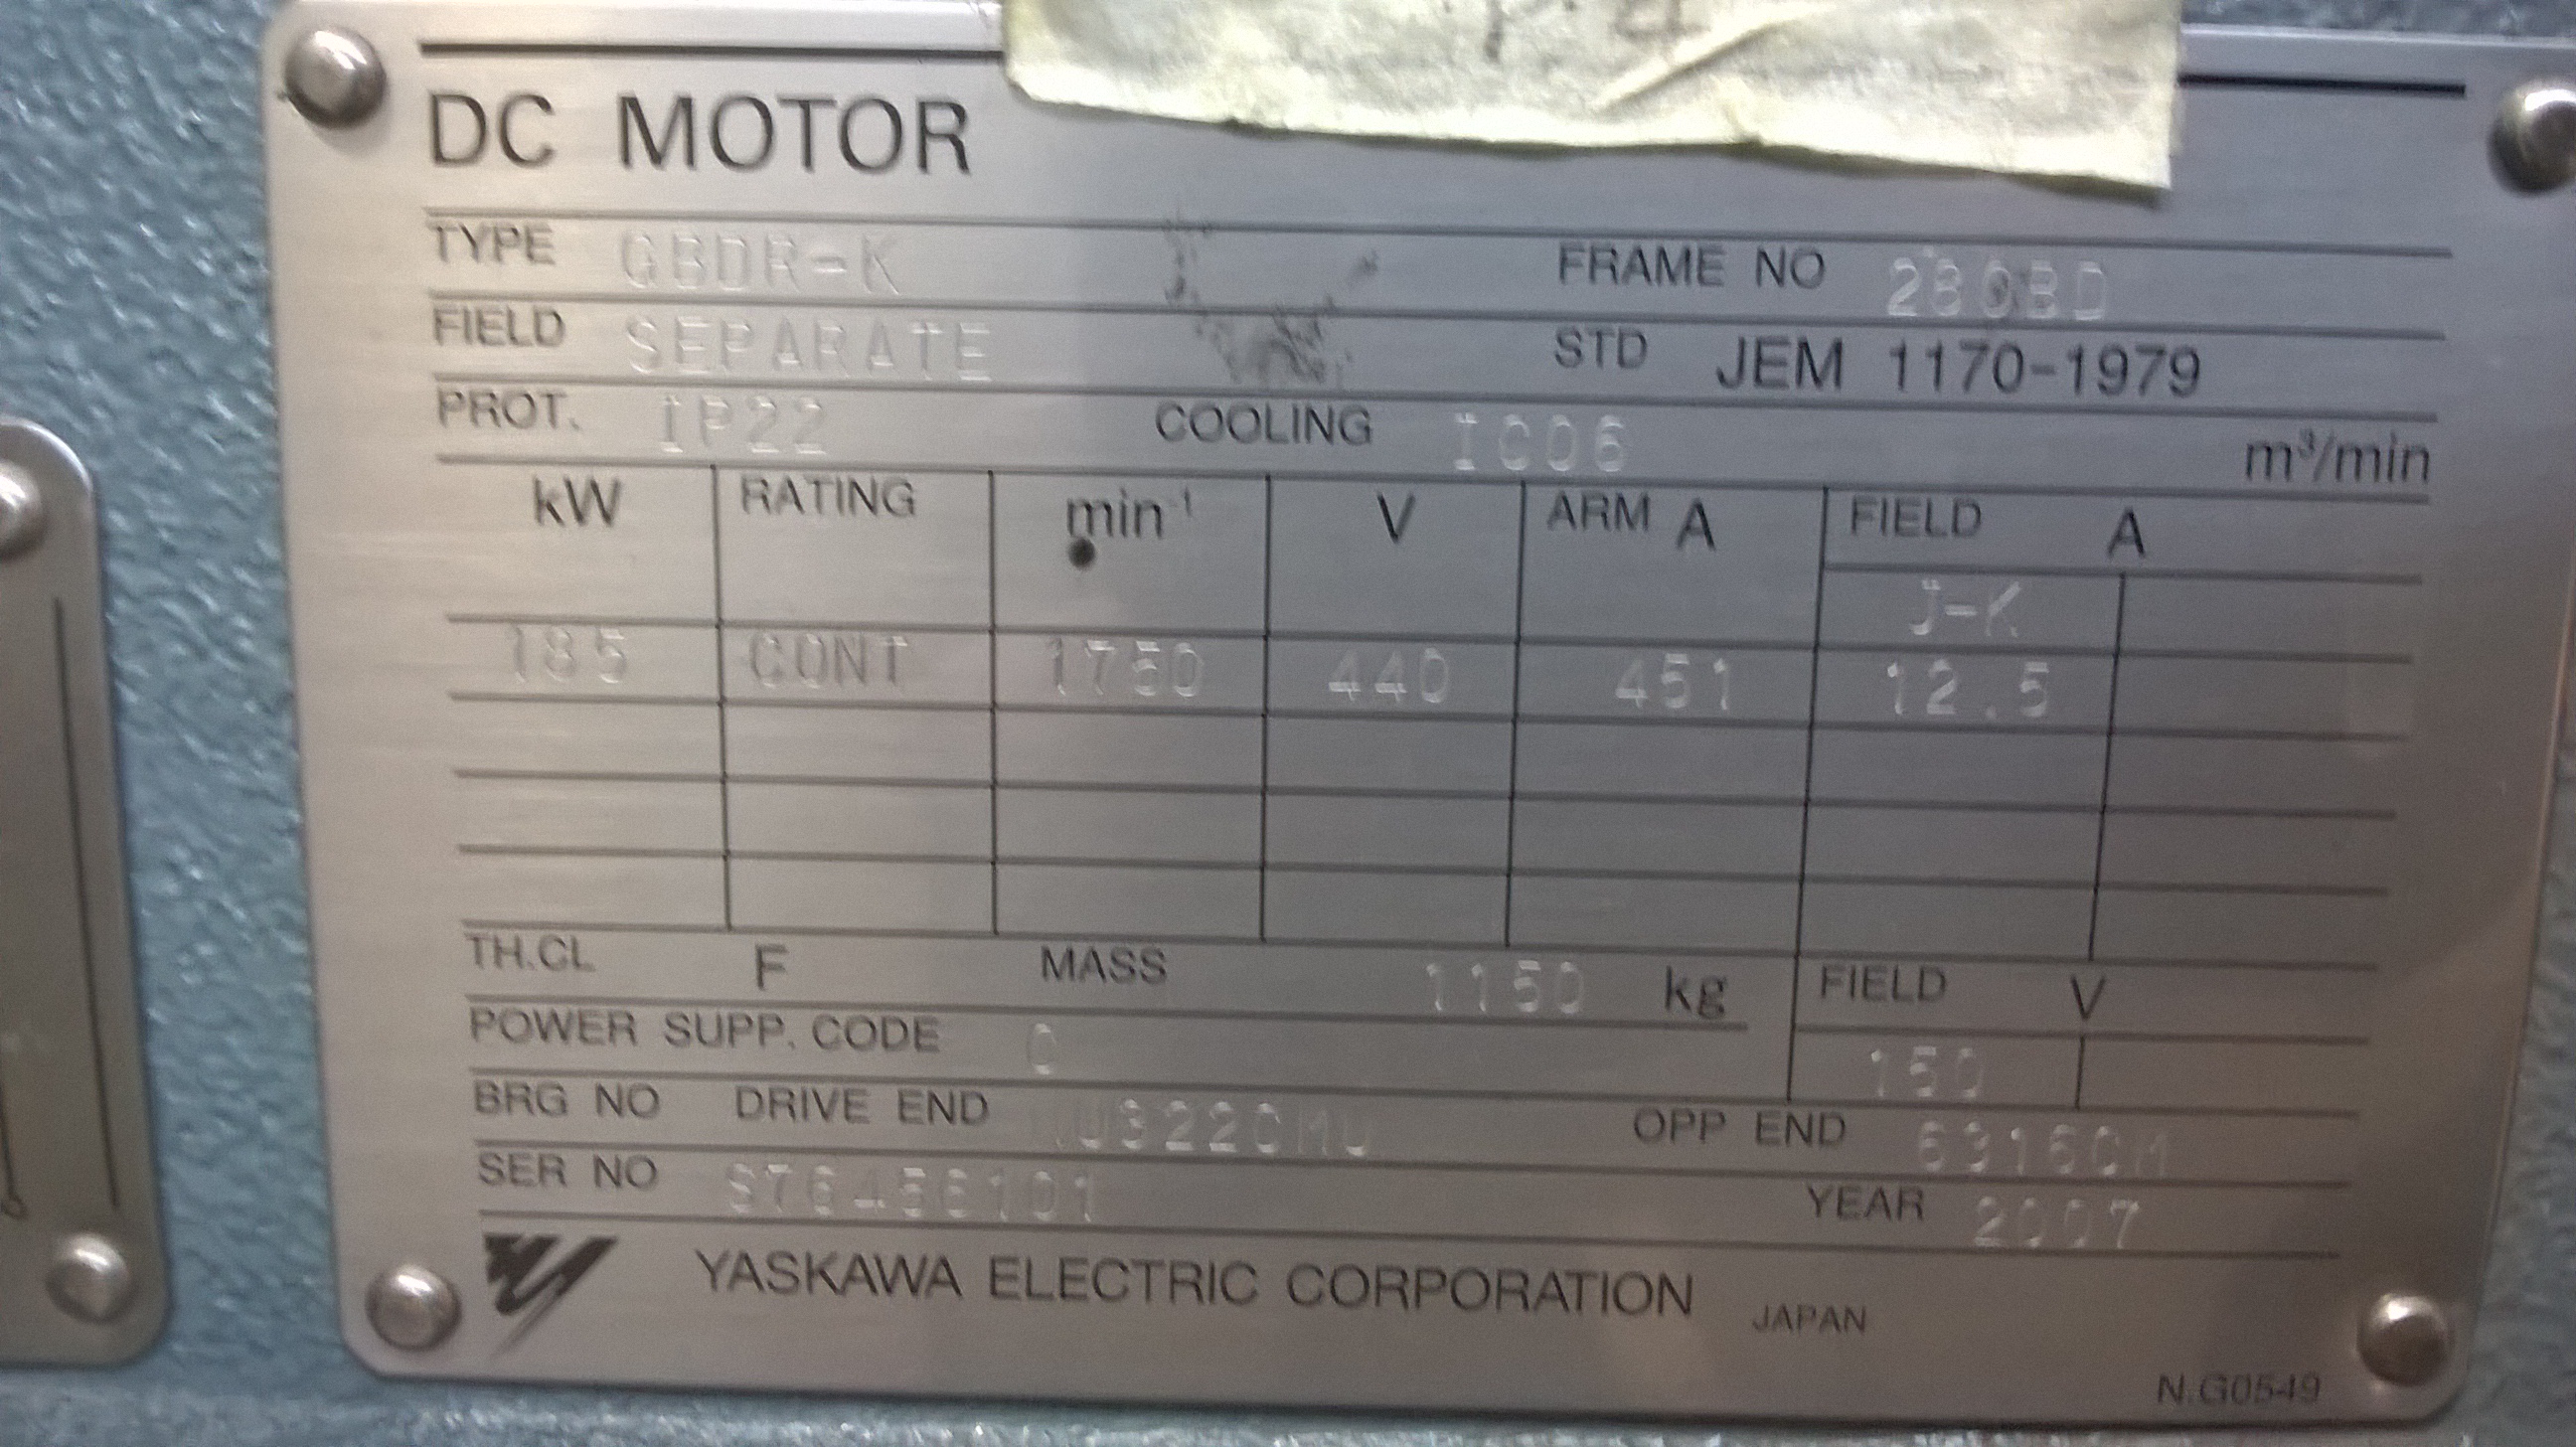 DC MOTOR
TYPE GBDR-K FRAME NO 280BD
FIELD SEPARATE STD JEM 1170-1979
PROT. IP22 COOLING IC06 m³/min
kW RATING min⁻¹ V ARM A FIELD A
J-K
185 CONT 1750 440 451 12.5
TH.CL F MASS 1150 kg FIELD V
POWER SUPP. CODE C 150
BRG NO DRIVE END OPP END 6316CM
SER NO YEAR 2007
YASKAWA ELECTRIC CORPORATION JAPAN
N.G0549